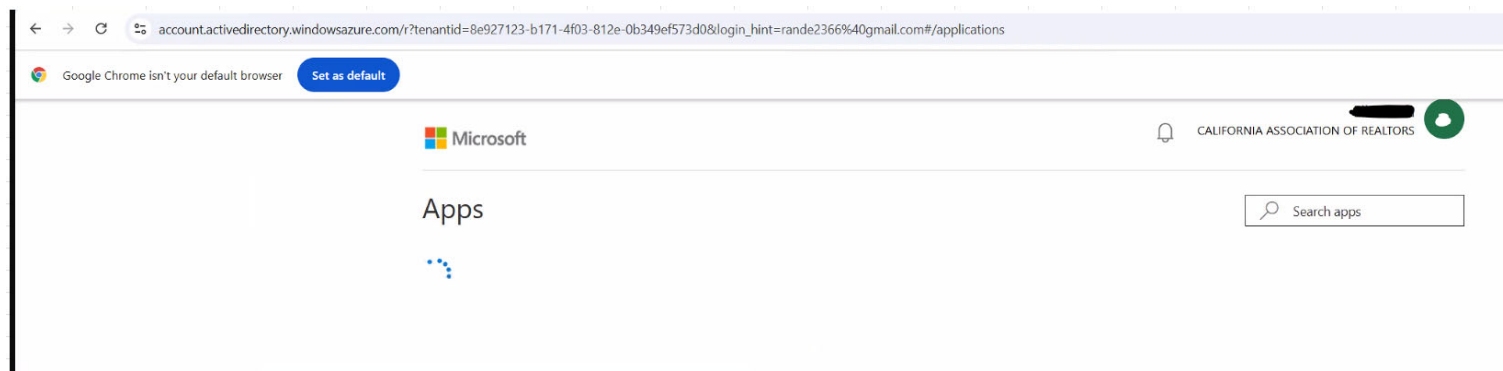 account.activedirectory.windowsazure.com/r?tenantid=8e927123-b171-4f03-812e-0b349ef573d0&login_hint=rande2366%40gmail.com#/applications
Google Chrome isn't your default browser Set as default
Microsoft
CALIFORNIA ASSOCIATION OF REALTORS
Apps
Search apps